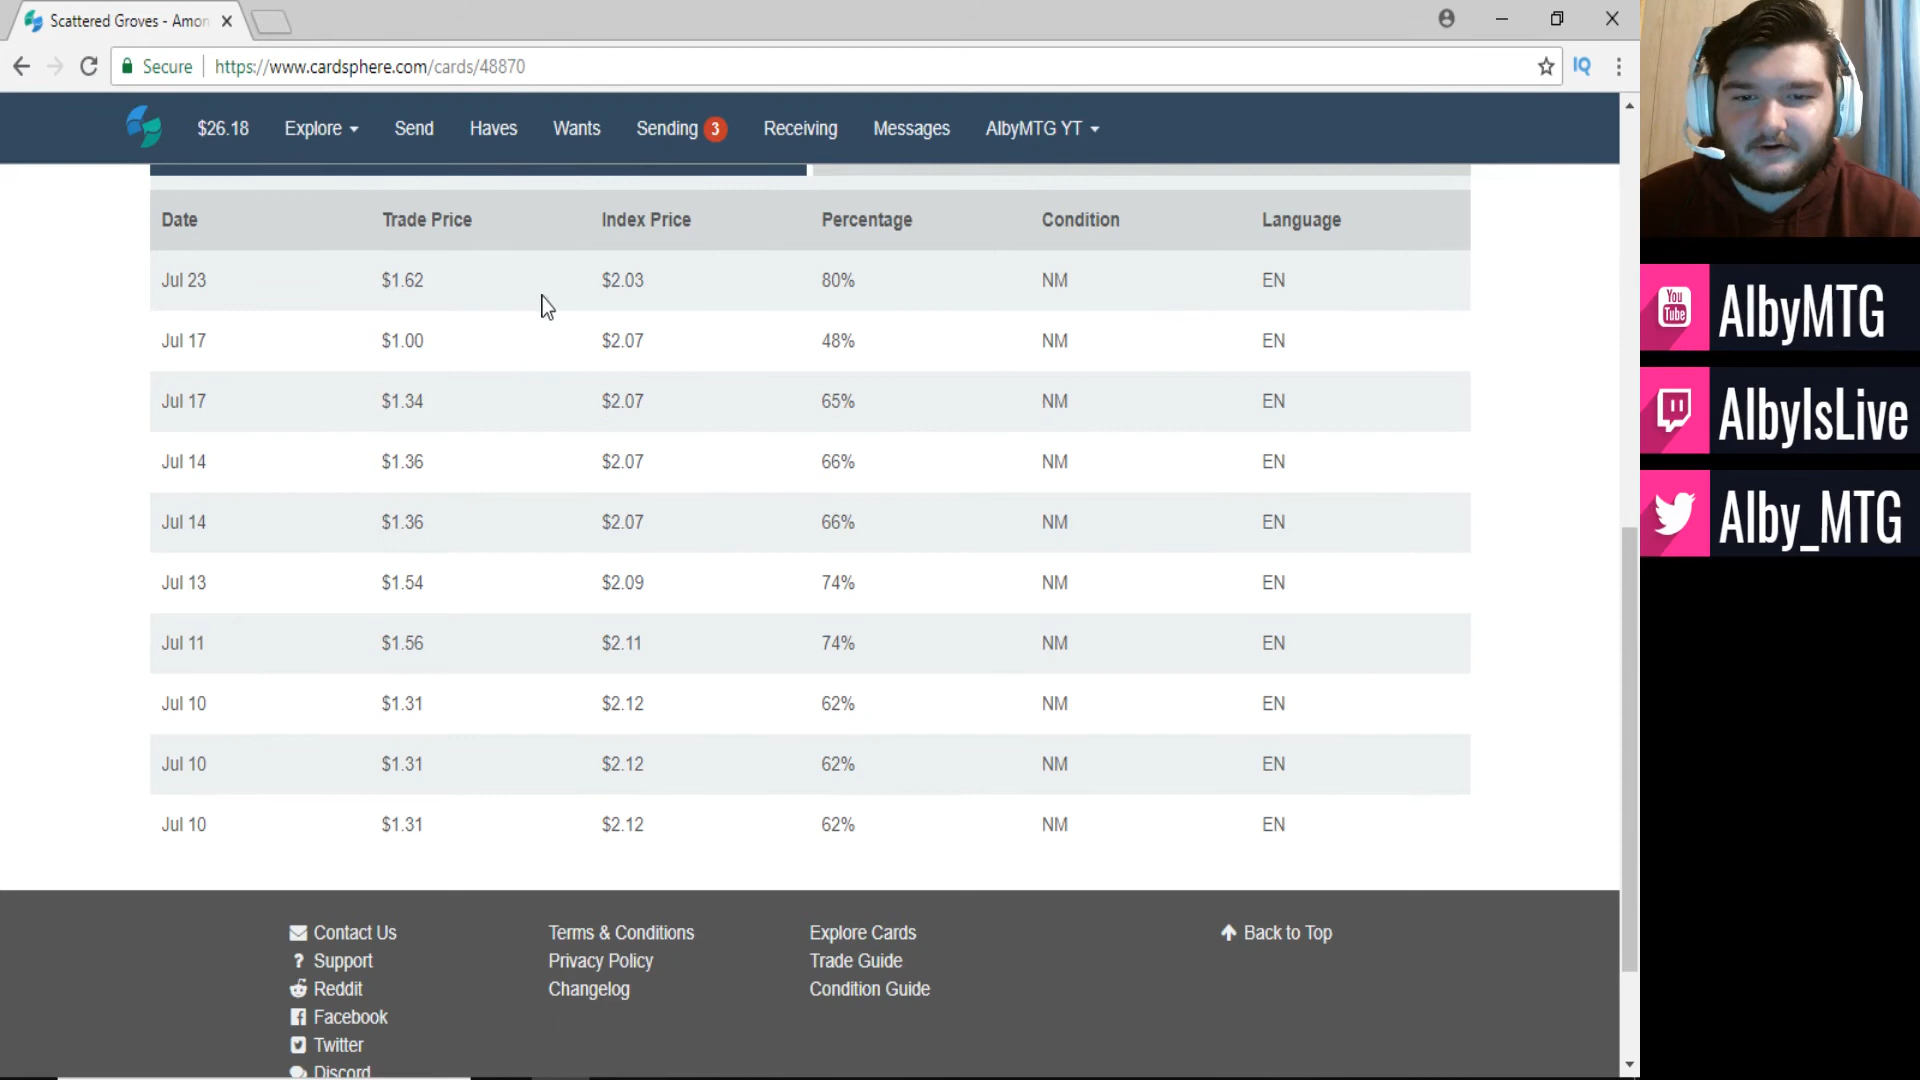 Scattered Groves - Amon
Secure https://www.cardsphere.com/cards/48870 IQ
$26.18 Explore Send Haves Wants Sending 3 Receiving Messages AlbyMTG YT
Date Trade Price Index Price Percentage Condition Language
Jul 23 $1.62 $2.03 80% NM EN
Jul 17 $1.00 $2.07 48% NM EN
Jul 17 $1.34 $2.07 65% NM EN
Jul 14 $1.36 $2.07 66% NM EN
Jul 14 $1.36 $2.07 66% NM EN
Jul 13 $1.54 $2.09 74% NM EN
Jul 11 $1.56 $2.11 74% NM EN
Jul 10 $1.31 $2.12 62% NM EN
Jul 10 $1.31 $2.12 62% NM EN
Jul 10 $1.31 $2.12 62% NM EN
Contact Us Terms & Conditions Explore Cards Back to Top
? Support Privacy Policy Trade Guide
Reddit Changelog Condition Guide
Facebook
Twitter
Discord
You Tube AlbyMTG
AlbyIsLive
Alby_MTG